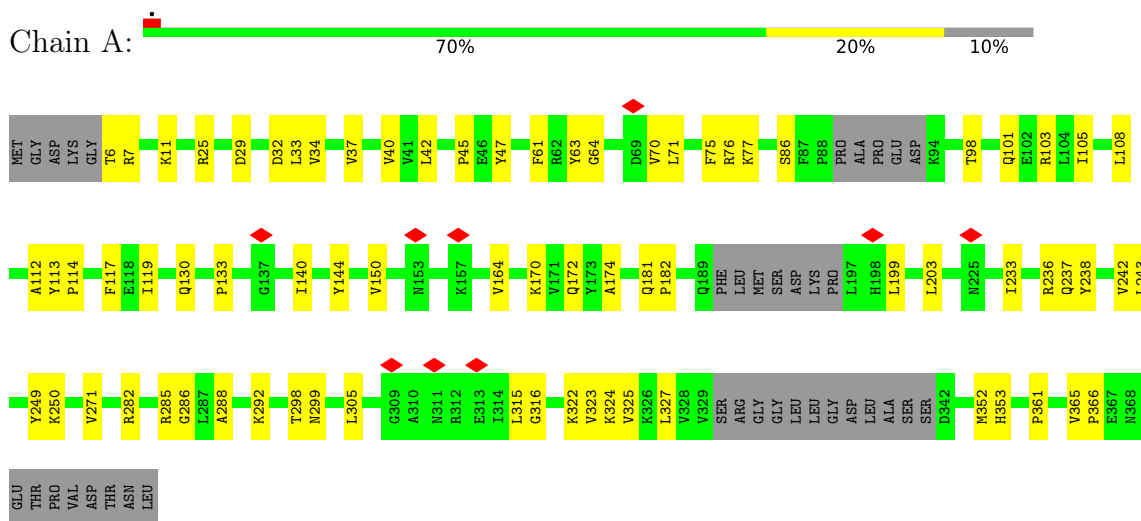 Chain A:
70% 20% 10%
MET GLY ASP LYS GLY T6 R7 K11 R25 D29 D32 L33 V34 V37 V40 V41 L42 P45 E46 Y47 F61 R62 Y63 G64 D69 V70 L71 F75 R76 K77 S86 F87 P88 PRO ALA PRO GLU ASP K94 T98 Q101 E102 R103 L104 I105 L108
A112 Y113 P114 F117 E118 I119 Q130 P133 G137 I140 Y144 V150 N153 K157 V164 K170 V171 Q172 Y173 A174 Q181 P182 Q189 PHE LEU MET SER ASP LYS PRO L197 H198 L199 L203 N225 I233 R236 Q237 Y238 V242 L243
Y249 K250 V271 R282 R285 G286 L287 A288 K292 T298 N299 L305 G309 A310 N311 R312 E313 I314 L315 G316 K322 V323 K324 V325 K326 L327 V328 V329 SER ARG GLY GLY LEU LEU GLY ASP LEU ALA SER SER D342 M352 H353 P361 V365 P366 E367 N368
GLU THR PRO VAL ASP THR ASN LEU